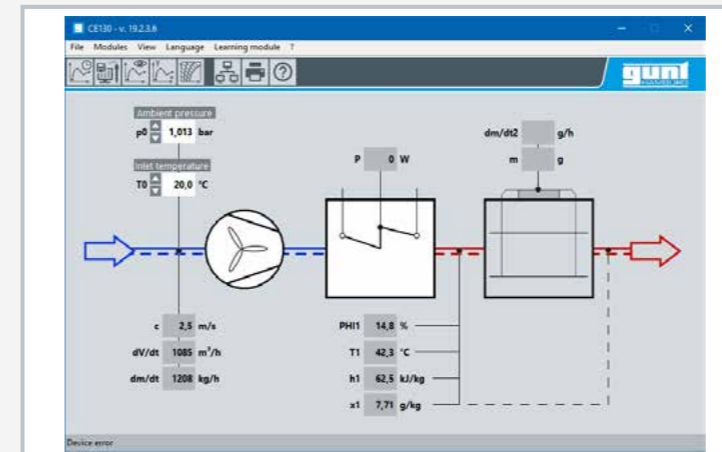 CE130 - v. 19.2.3.6
File Modules View Language Learning module ?
gunt
HAMBURG
Ambient pressure
p0 1,013 bar
Inlet temperature
T0 20,0 °C
P 0 W
dm/dt2 g/h
m g
c 2,5 m/s
dV/dt 1085 m³/h
dm/dt 1208 kg/h
PHI1 14,8 %
T1 42,3 °C
h1 62,5 kJ/kg
x1 7,71 g/kg
Device error